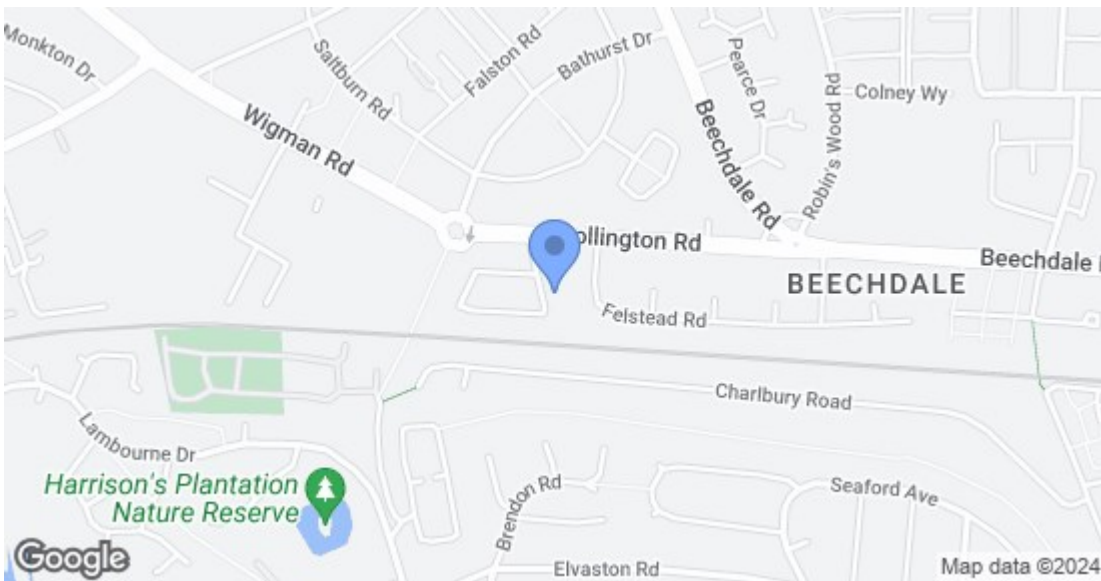 Monkton Dr
Saltburn Rd
Falston Rd
Bathurst Dr
Pearce Dr
Colney Wy
Wigman Rd
Beechdale Rd
Robin's Wood Rd
ollington Rd
Beechdale
BEECHDALE
Felstead Rd
Charlbury Road
Lambourne Dr
Harrison's Plantation
Nature Reserve
Brendon Rd
Seaford Ave
Elvaston Rd
Google
Map data ©2024